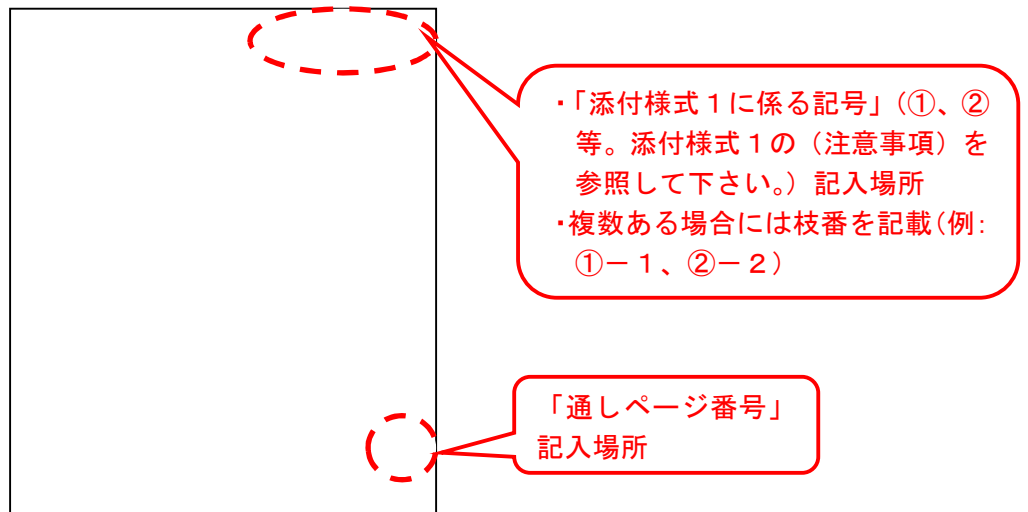 ・「添付様式１に係る記号」（①、②
等。添付様式１の（注意事項）を
参照して下さい。）記入場所
・複数ある場合には枝番を記載（例：
①－１、②－２）
「通しページ番号」
記入場所